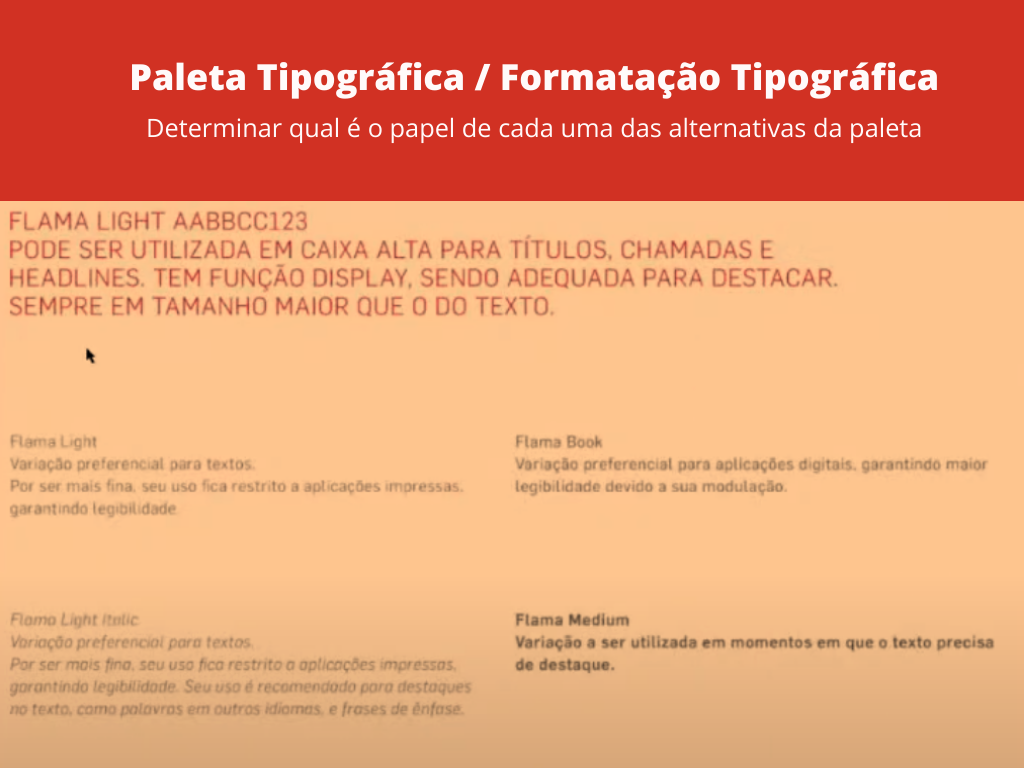 Paleta Tipográfica / Formatação Tipográfica
Determinar qual é o papel de cada uma das alternativas da paleta
FLAMA LIGHT AABBCC123
PODE SER UTILIZADA EM CAIXA ALTA PARA TÍTULOS, CHAMADAS E
HEADLINES. TEM FUNÇÃO DISPLAY, SENDO ADEQUADA PARA DESTACAR.
SEMPRE EM TAMANHO MAIOR QUE O DO TEXTO.
Flama Light
Variação preferencial para textos.
Por ser mais fina, seu uso fica restrito a aplicações impressas,
garantindo legibilidade
Flama Book
Variação preferencial para aplicações digitais, garantindo maior
legibilidade devido a sua modulação.
Flama Light Italic
Variação preferencial para textos.
Por ser mais fina, seu uso fica restrito a aplicações impressas,
garantindo legibilidade. Seu uso é recomendado para destaques
no texto, como palavras em outros idiomas, e frases de ênfase.
Flama Medium
Variação a ser utilizada em momentos em que o texto precisa
de destaque.